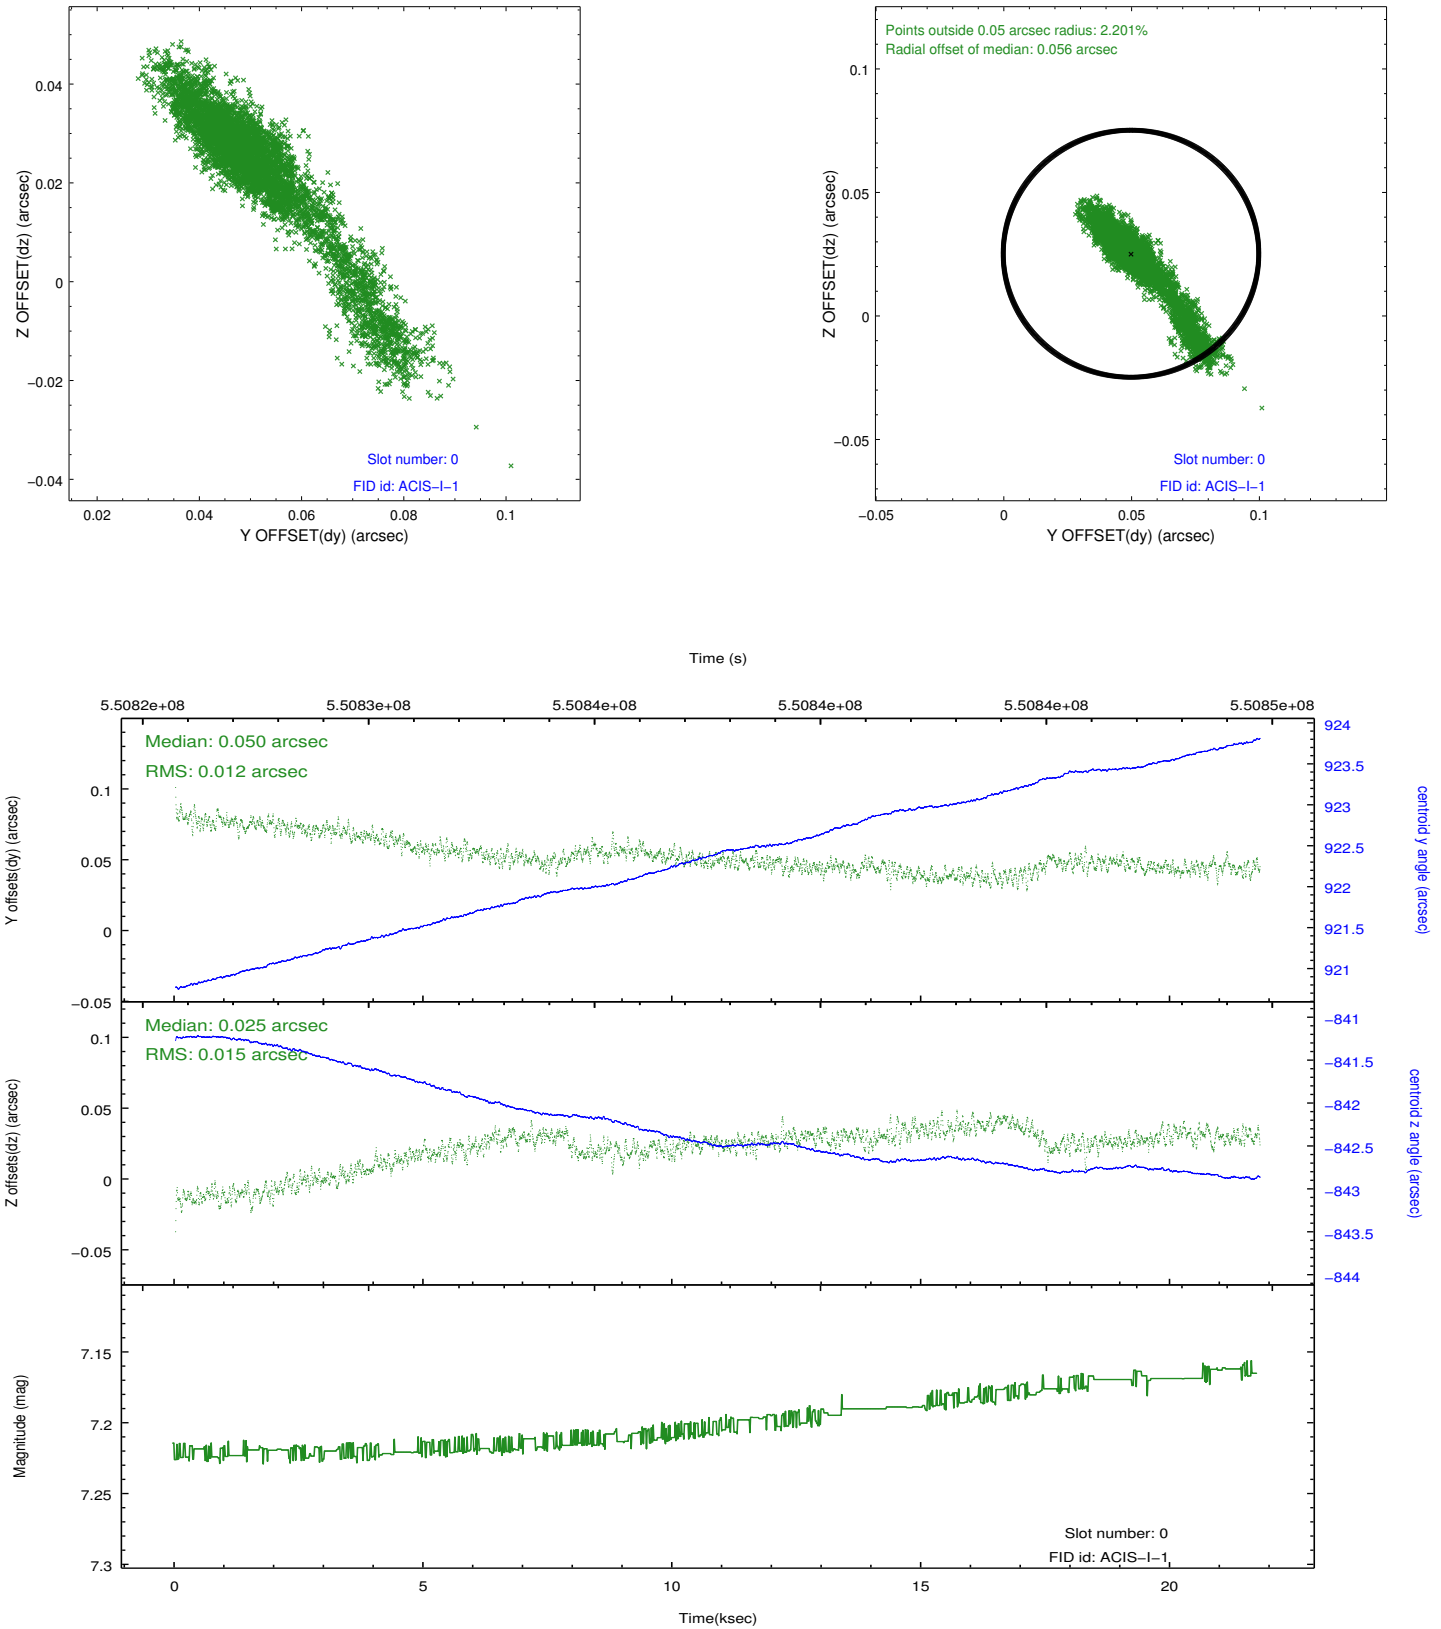 0.04
0.02
0
−0.02
−0.04
0.02
0.04
0.06
0.08
0.1
Z OFFSET(dz) (arcsec)
Y OFFSET(dy) (arcsec)
Slot number: 0
FID id: ACIS−I−1
Points outside 0.05 arcsec radius: 2.201%
Radial offset of median: 0.056 arcsec
0.1
0.05
0
−0.05
−0.05
0
0.05
0.1
Z OFFSET(dz) (arcsec)
Y OFFSET(dy) (arcsec)
Slot number: 0
FID id: ACIS−I−1
Time (s)
5.5082e+08
5.5083e+08
5.5084e+08
5.5084e+08
5.5084e+08
5.5085e+08
Median: 0.050 arcsec
RMS: 0.012 arcsec
0.1
0.05
0
−0.05
Y offsets(dy) (arcsec)
924
923.5
923
922.5
922
921.5
921
centroid y angle (arcsec)
Median: 0.025 arcsec
RMS: 0.015 arcsec
0.1
0.05
0
−0.05
Z offsets(dz) (arcsec)
−841
−841.5
−842
−842.5
−843
−843.5
−844
centroid z angle (arcsec)
7.15
7.2
7.25
7.3
Magnitude (mag)
Slot number: 0
FID id: ACIS−I−1
0
5
10
15
20
Time(ksec)